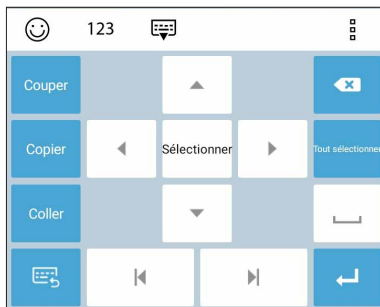 123
Couper
Copier
Sélectionner
Tout sélectionner
Coller